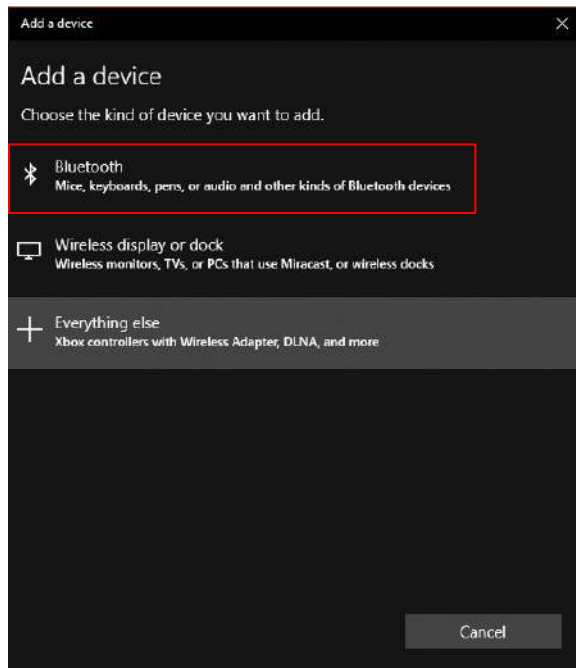 Add a device
Add a device
Choose the kind of device you want to add.
Bluetooth
Mice, keyboards, pens, or audio and other kinds of Bluetooth devices
Wireless display or dock
Wireless monitors, TVs, or PCs that use Miracast, or wireless docks
Everything else
Xbox controllers with Wireless Adapter, DLNA, and more
Cancel